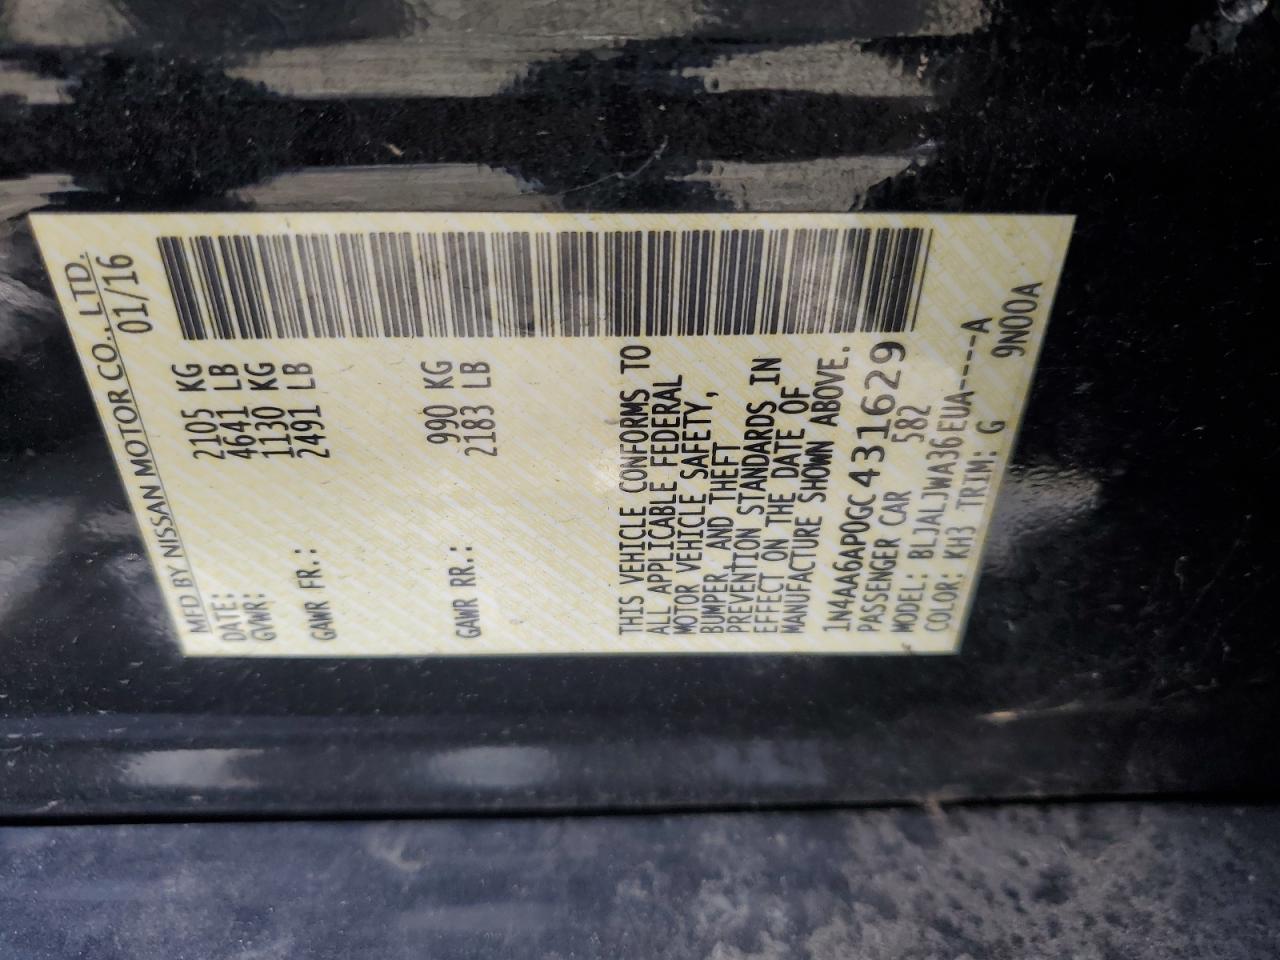 MFD BY NISSAN MOTOR CO., LTD.
DATE: 01/16
GVWR: 2105 KG
4641 LB
GAWR FR.: 1130 KG
2491 LB
GAWR RR.: 990 KG
2183 LB
THIS VEHICLE CONFORMS TO
ALL APPLICABLE FEDERAL
MOTOR VEHICLE SAFETY,
BUMPER, AND THEFT
PREVENTION STANDARDS IN
EFFECT ON THE DATE OF
MANUFACTURE SHOWN ABOVE.
1N4AA6AP0GC431629
PASSENGER CAR 582
MODEL: BLJALJWA36EUA-----A
COLOR: KH3 TRIM: G 9N00A